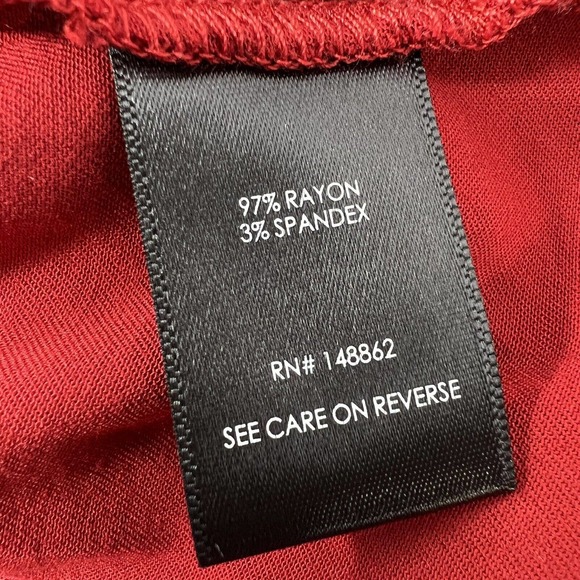 97% RAYON
3% SPANDEX
RN# 148862
SEE CARE ON REVERSE